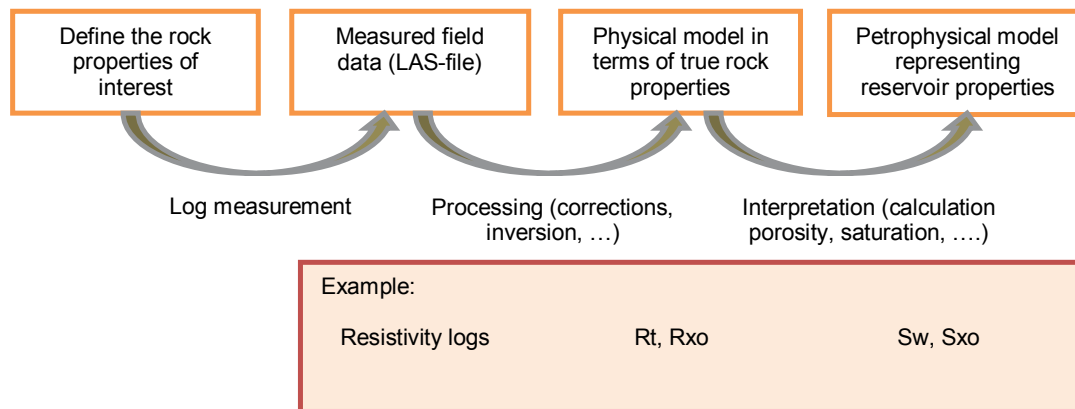 Define the rock
properties of
interest
Measured field
data (LAS-file)
Physical model in
terms of true rock
properties
Petrophysical model
representing
reservoir properties
Log measurement
Processing (corrections,
inversion, …)
Interpretation (calculation
porosity, saturation, ….)
Example:
Resistivity logs
Rt, Rxo
Sw, Sxo